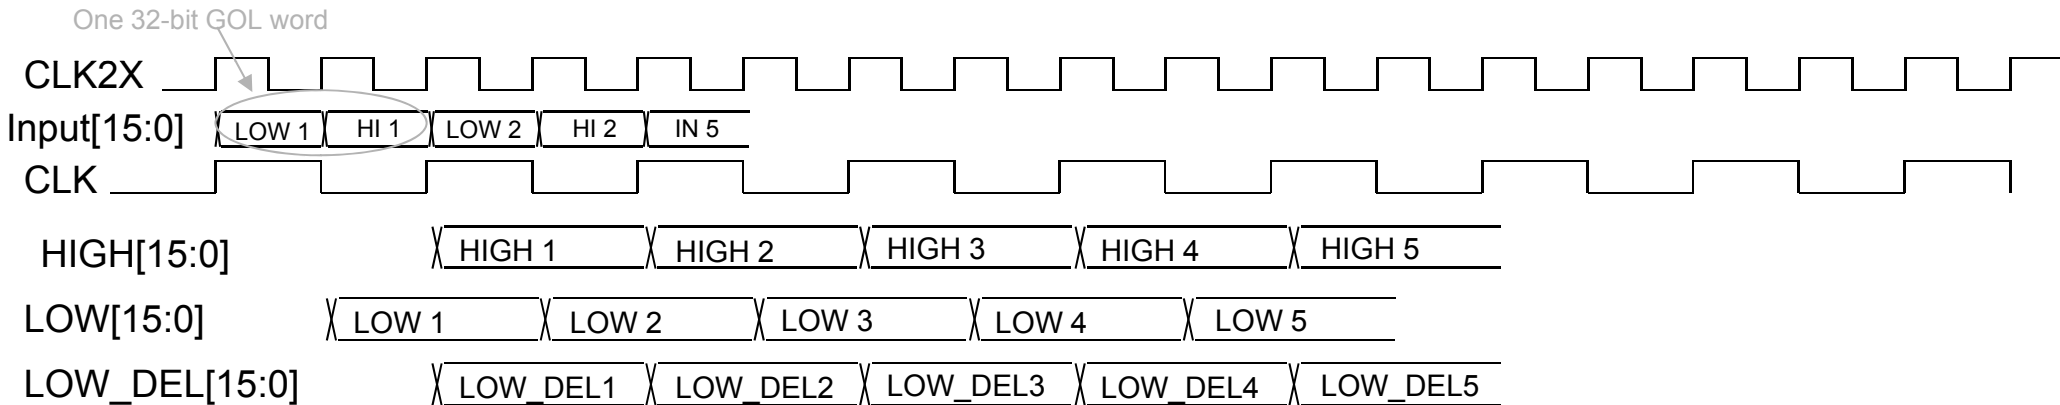 One 32-bit GOL word
CLK2X
Input[15:0] LOW 1 HI 1 LOW 2 HI 2 IN 5
CLK
HIGH[15:0] HIGH 1 HIGH 2 HIGH 3 HIGH 4 HIGH 5
LOW[15:0] LOW 1 LOW 2 LOW 3 LOW 4 LOW 5
LOW_DEL[15:0] LOW_DEL1 LOW_DEL2 LOW_DEL3 LOW_DEL4 LOW_DEL5